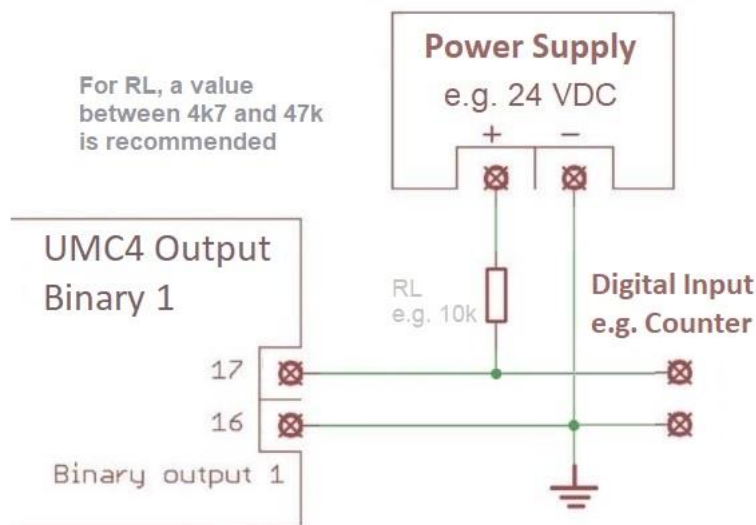 Power Supply
e.g. 24 VDC
+ −
For RL, a value
between 4k7 and 47k
is recommended
UMC4 Output
Binary 1
RL
e.g. 10k
Digital Input
e.g. Counter
17
16
Binary output 1